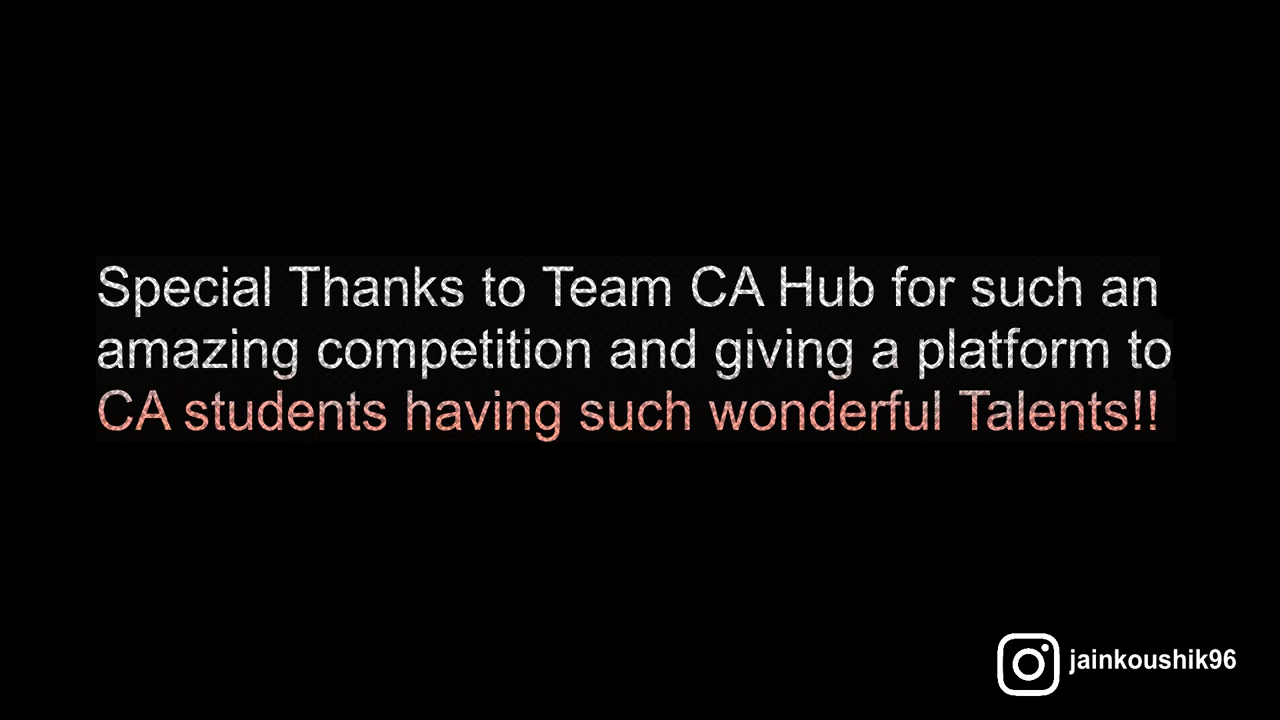 Special Thanks to Team CA Hub for such an
amazing competition and giving a platform to
CA students having such wonderful Talents!!
jainkoushik96